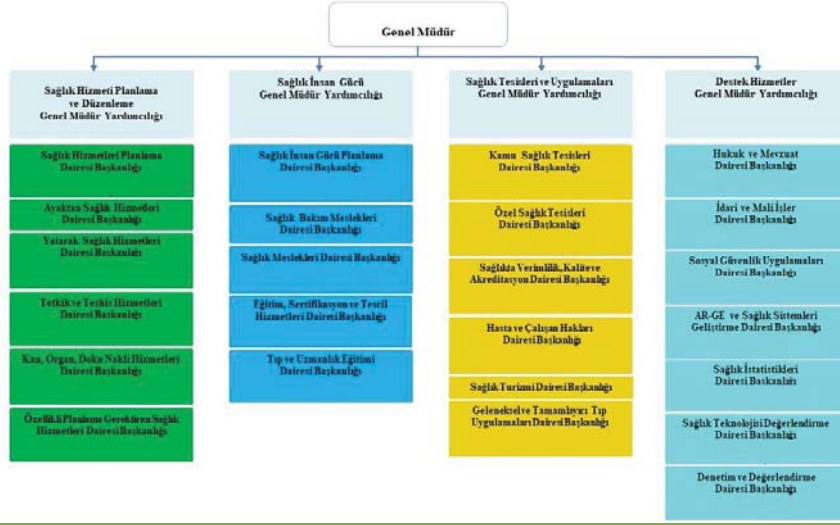 Genel Müdür
Sağlık Hizmeti Planlama
ve Düzenleme
Genel Müdür Yardımcılığı
Sağlık Hizmetleri Planlama
Dairesi Başkanlığı
Ayaktan Sağlık Hizmetleri
Dairesi Başkanlığı
Yatarak Sağlık Hizmetleri
Dairesi Başkanlığı
Tetkik ve Teşhis Hizmetleri
Dairesi Başkanlığı
Kan, Organ, Doku Nakli Hizmetleri
Dairesi Başkanlığı
Özellikli Planlama Gerektiren Sağlık
Hizmetleri Dairesi Başkanlığı
Sağlık İnsan Gücü
Genel Müdür Yardımcılığı
Sağlık İnsan Gücü Planlama
Dairesi Başkanlığı
Sağlık Bakım Meslekleri
Dairesi Başkanlığı
Sağlık Meslekleri Dairesi Başkanlığı
Eğitim, Sertifikasyon ve Tescil
Hizmetleri Dairesi Başkanlığı
Tıp ve Uzmanlık Eğitimi
Dairesi Başkanlığı
Sağlık Tesisleri ve Uygulamaları
Genel Müdür Yardımcılığı
Kamu Sağlık Tesisleri
Dairesi Başkanlığı
Özel Sağlık Tesisleri
Dairesi Başkanlığı
Sağlıkta Verimlilik, Kalite ve
Akreditasyon Dairesi Başkanlığı
Hasta ve Çalışan Hakları
Dairesi Başkanlığı
Sağlık Turizmi Dairesi Başkanlığı
Geleneksel ve Tamamlayıcı Tıp
Uygulamaları Dairesi Başkanlığı
Destek Hizmetler
Genel Müdür Yardımcılığı
Hukuk ve Mevzuat
Dairesi Başkanlığı
İdari ve Mali İşler
Dairesi Başkanlığı
Sosyal Güvenlik Uygulamaları
Dairesi Başkanlığı
AR-GE ve Sağlık Sistemleri
Geliştirme Dairesi Başkanlığı
Sağlık İstatistikleri
Dairesi Başkanlığı
Sağlık Teknolojisi Değerlendirme
Dairesi Başkanlığı
Denetim ve Değerlendirme
Dairesi Başkanlığı